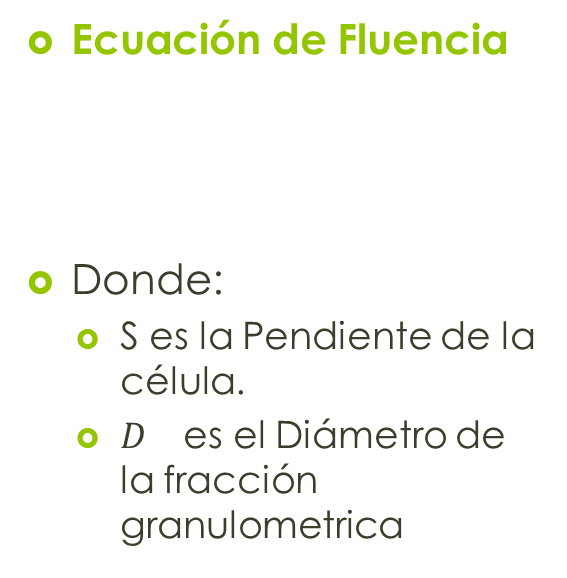 Ecuación de Fluencia
Donde:
S es la Pendiente de la
célula.
D es el Diámetro de
la fracción
granulometrica